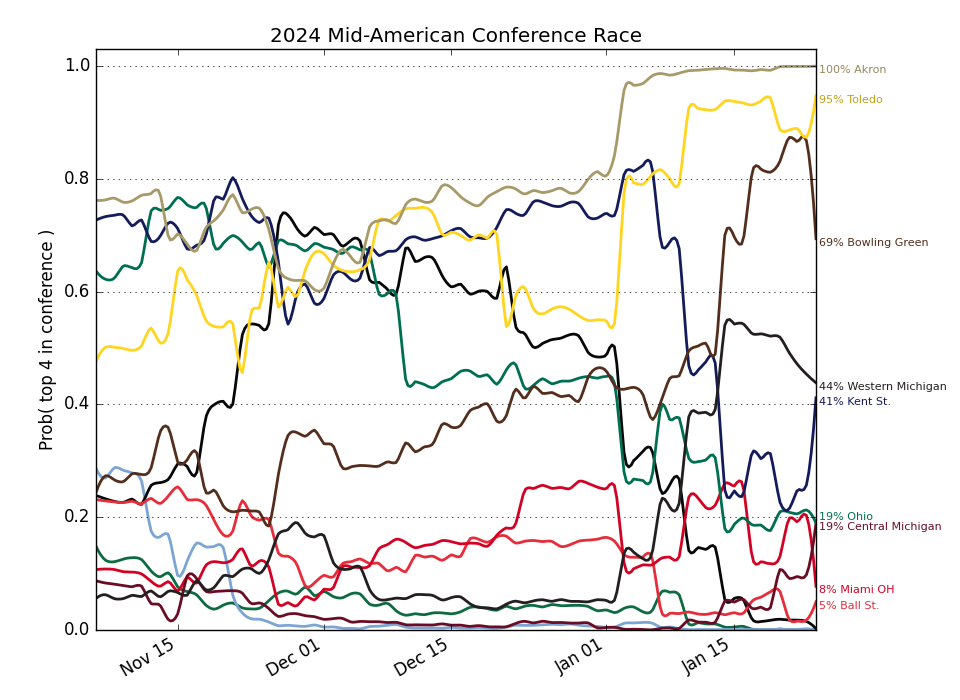 2024 Mid-American Conference Race
Prob( top 4 in conference )
1.0
0.8
0.6
0.4
0.2
0.0
Nov 15
Dec 01
Dec 15
Jan 01
Jan 15
100% Akron
95% Toledo
69% Bowling Green
44% Western Michigan
41% Kent St.
19% Ohio
19% Central Michigan
8% Miami OH
5% Ball St.